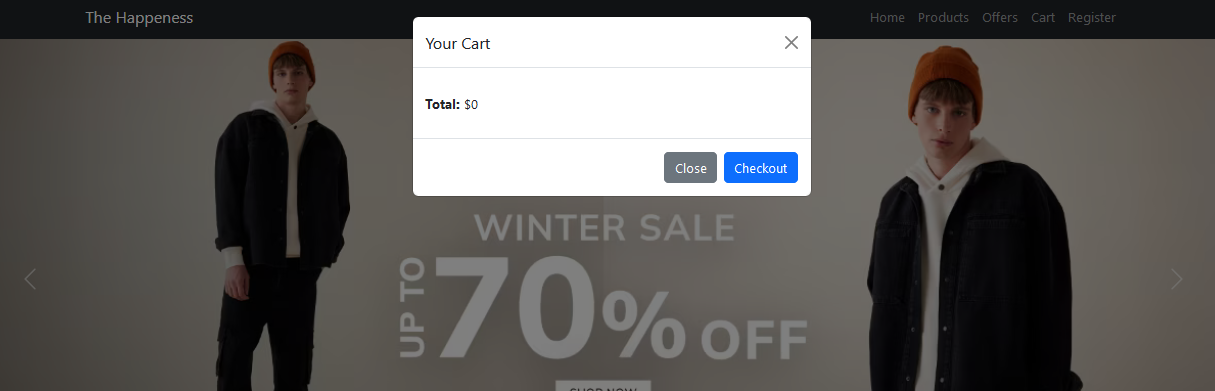 The Happeness
Home Products Offers Cart Register
Your Cart
Total: $0
Close Checkout
WINTER SALE
UP TO
70% OFF
SHOP NOW